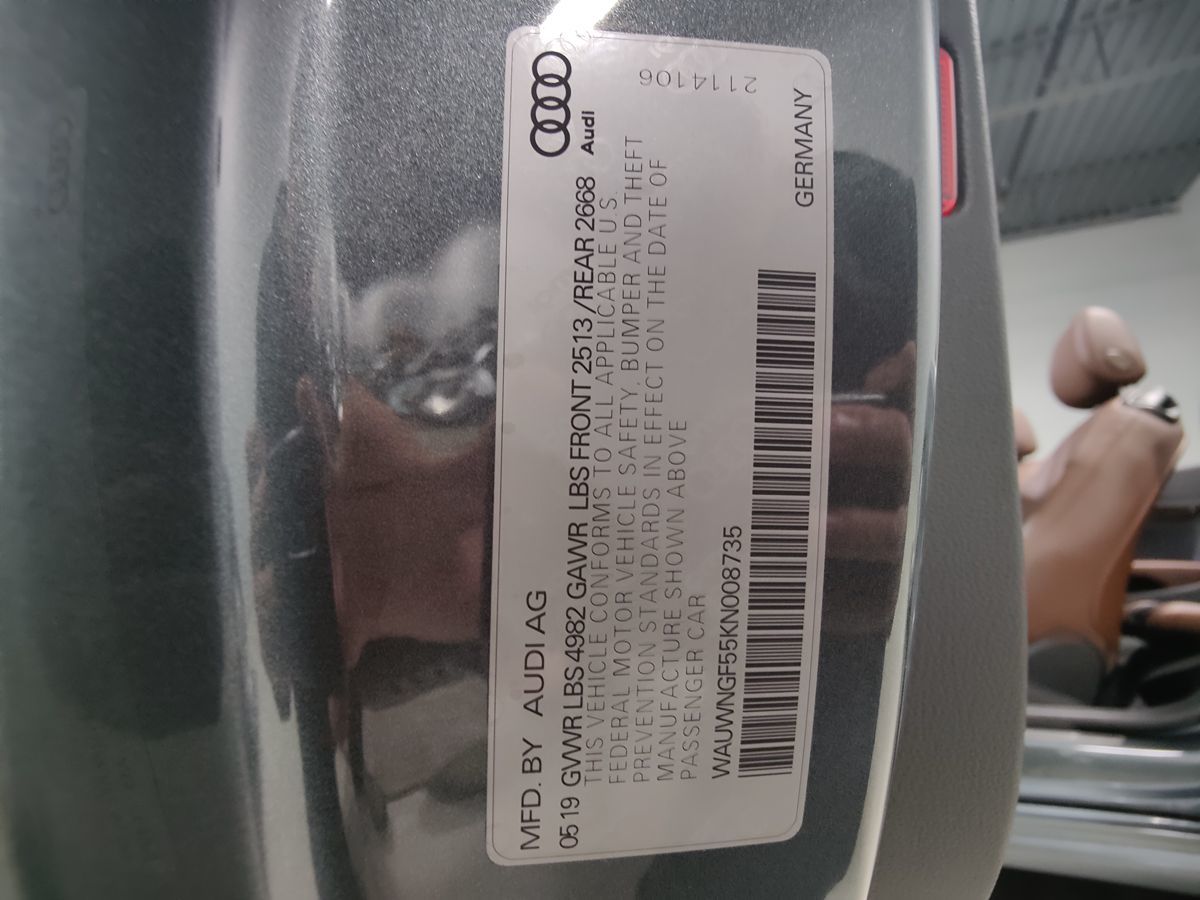 MFD. BY AUDI AG
Audi
0519 GVWR LBS 4982 GAWR LBS FRONT 2513 /REAR 2668
THIS VEHICLE CONFORMS TO ALL APPLICABLE U.S.
FEDERAL MOTOR VEHICLE SAFETY, BUMPER AND THEFT
PREVENTION STANDARDS IN EFFECT ON THE DATE OF
MANUFACTURE SHOWN ABOVE
PASSENGER CAR
2114106
WAUWNGF55KN008735
GERMANY